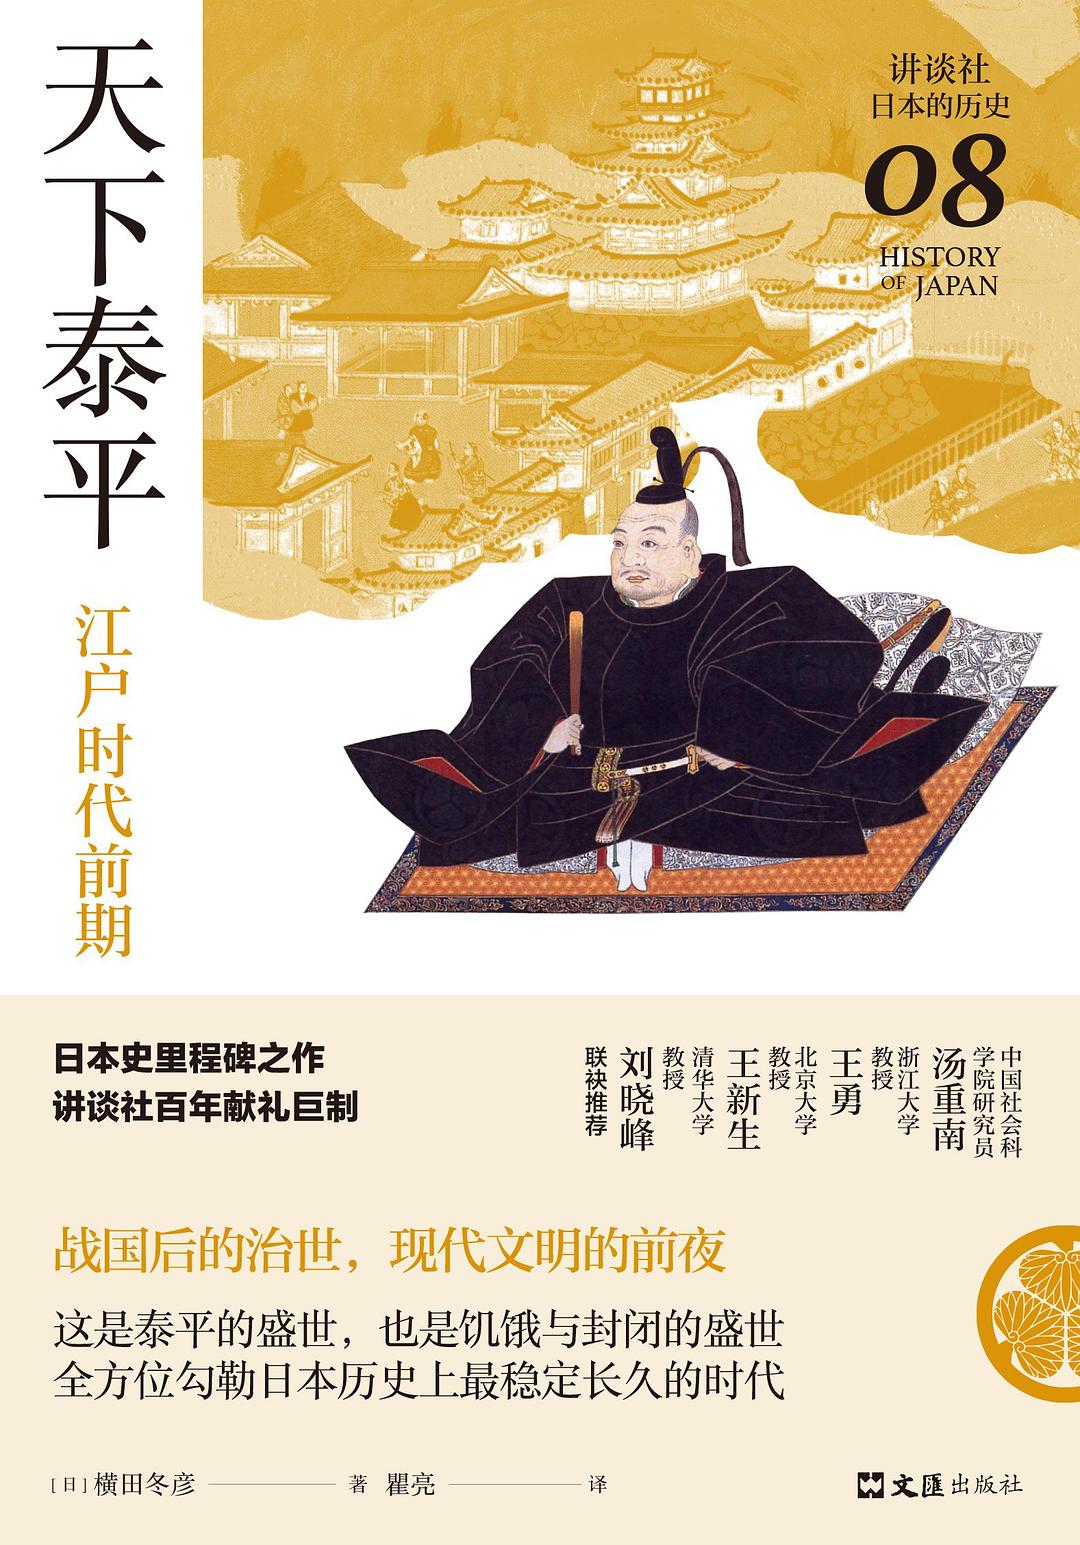 天下泰平
江户时代前期
讲谈社
日本的历史
08
HISTORY
OF JAPAN
日本史里程碑之作
讲谈社百年献礼巨制
中国社会科
学院研究员
汤重南
浙江大学
教授
王勇
北京大学
教授
王新生
清华大学
教授
刘晓峰
联袂推荐
战国后的治世，现代文明的前夜
这是泰平的盛世，也是饥饿与封闭的盛世
全方位勾勒日本历史上最稳定长久的时代
[日]横田冬彦 著 瞿亮 译
文匯出版社